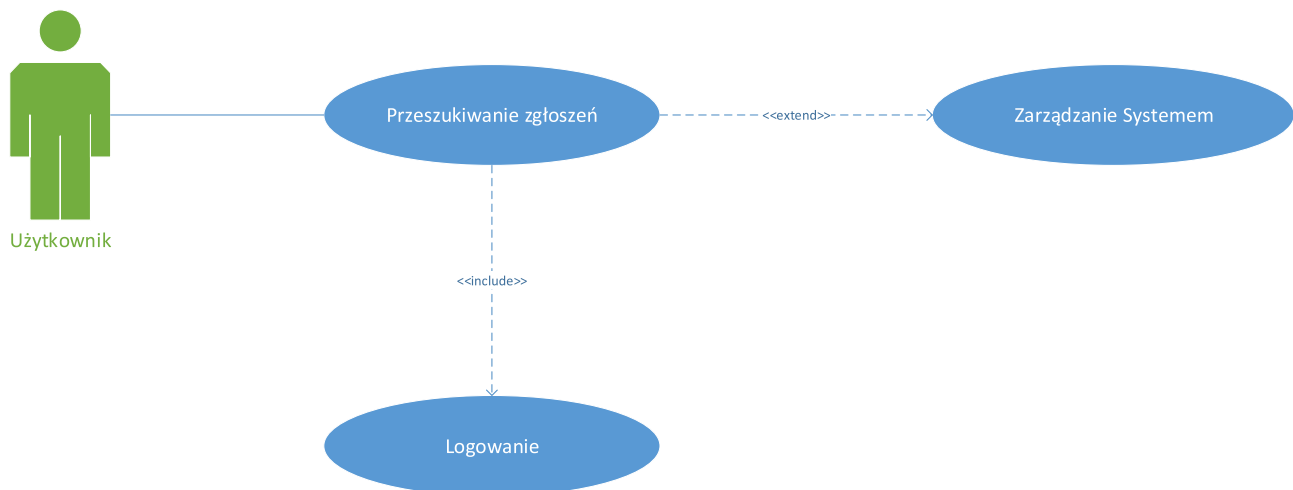 Przeszukiwanie zgłoszeń
<<extend>>
Zarządzanie Systemem
Użytkownik
<<include>>
Logowanie